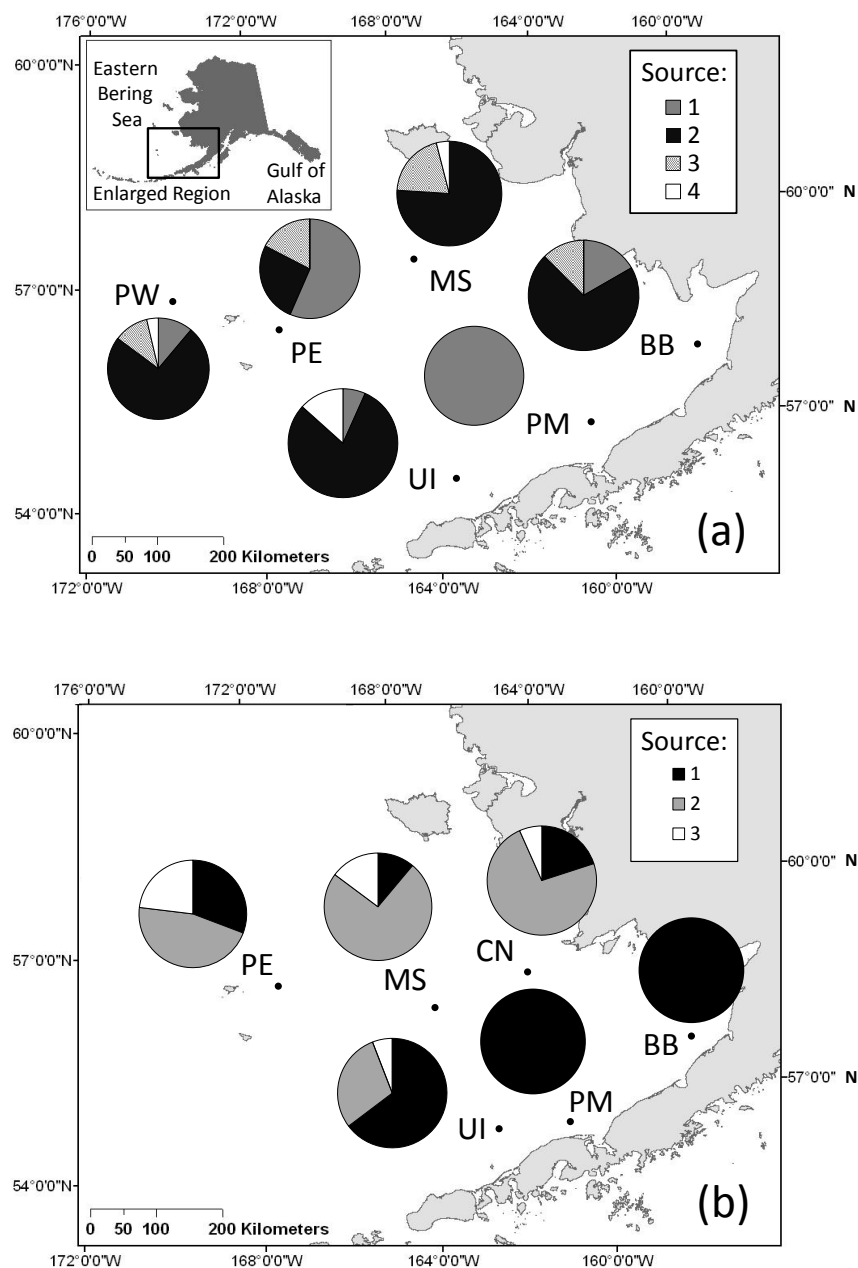 176°0'0"W 172°0'0"W 168°0'0"W 164°0'0"W 160°0'0"W
60°0'0"N
Eastern
Bering
Sea
Gulf of
Alaska
Enlarged Region
Source:
1
2
3
4
60°0'0" N
MS
57°0'0"N
PW
PE
BB
57°0'0" N
PM
UI
54°0'0"N
0 50 100 200 Kilometers
(a)
172°0'0"W 168°0'0"W 164°0'0"W 160°0'0"W
176°0'0"W 172°0'0"W 168°0'0"W 164°0'0"W 160°0'0"W
60°0'0"N
Source:
1
2
3
60°0'0" N
57°0'0"N
PE
MS
CN
BB
57°0'0" N
PM
UI
54°0'0"N
0 50 100 200 Kilometers
(b)
172°0'0"W 168°0'0"W 164°0'0"W 160°0'0"W